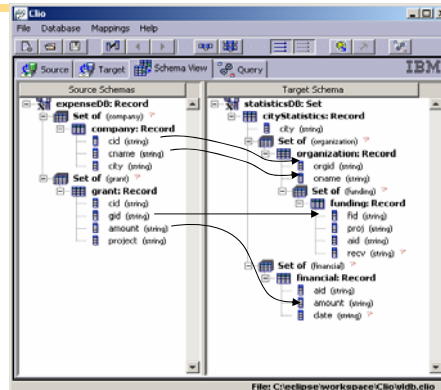 Clio
File Database Mappings Help
Source Target Schema View Query IBM
Source Schemas
expenseDB: Record
Set of (company) ?
company: Record
cid (string)
cname (string)
city (string)
Set of (grant) ?
grant: Record
cid (string)
gid (string)
amount (string)
project (string)
Target Schema
statisticsDB: Set
cityStatistics: Record
city (string)
Set of (organization) ?
organization: Record
orgid (string)
oname (string) ?
Set of (funding) ?
funding: Record
fid (string)
proj (string)
aid (string)
recv (string) ?
Set of (financial) ?
financial: Record
aid (string)
amount (string)
date (string) ?
File: C:\eclipse\workspace\Clio\vldb.clio